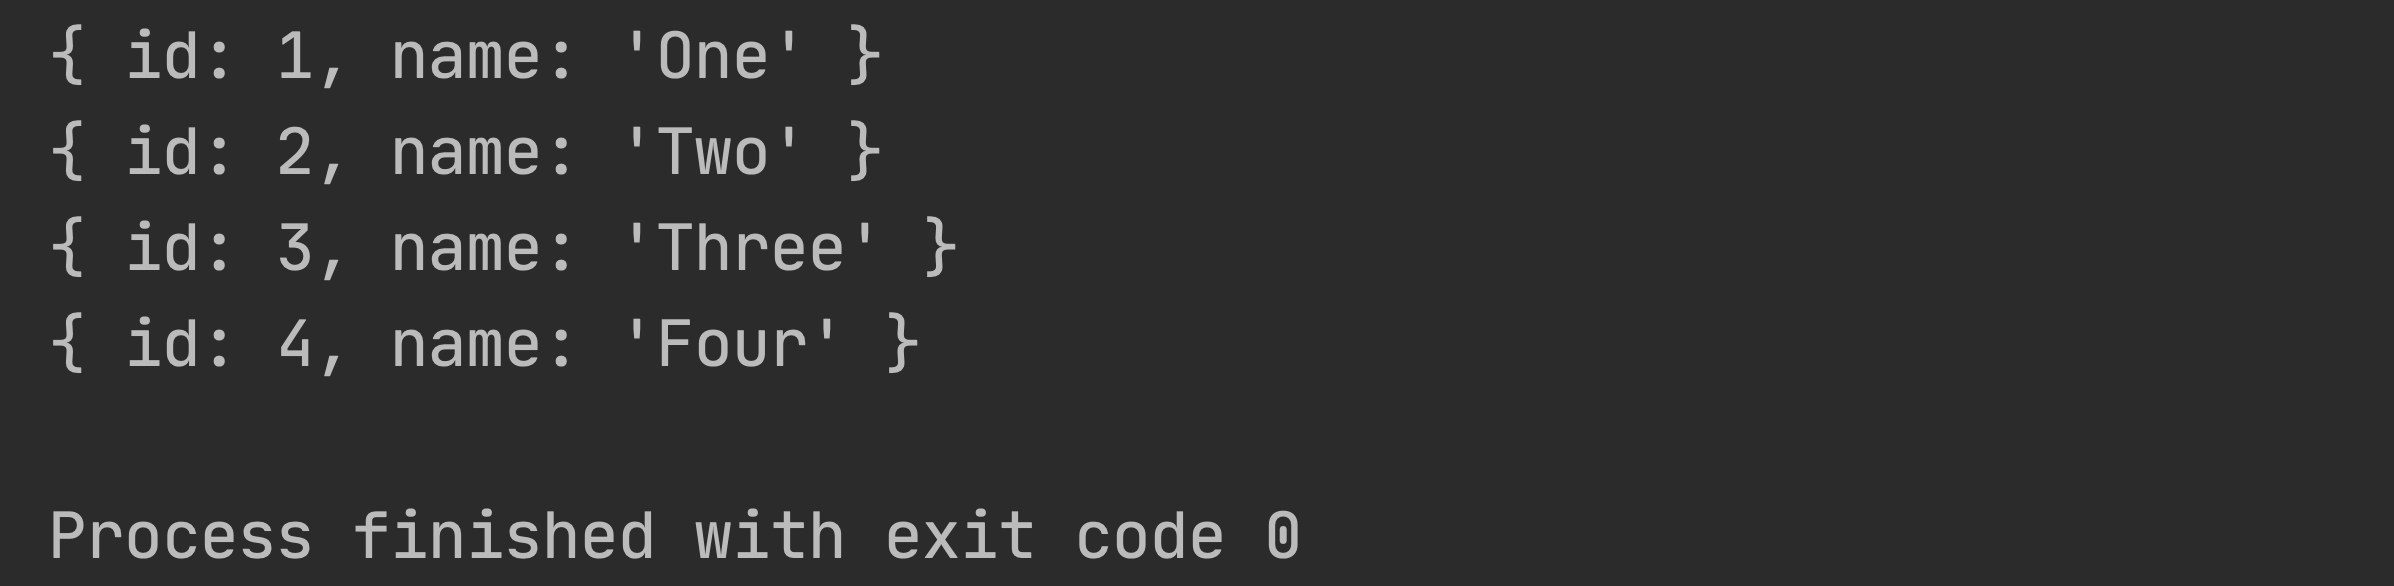 { id: 1, name: 'One' }
{ id: 2, name: 'Two' }
{ id: 3, name: 'Three' }
{ id: 4, name: 'Four' }
Process finished with exit code 0